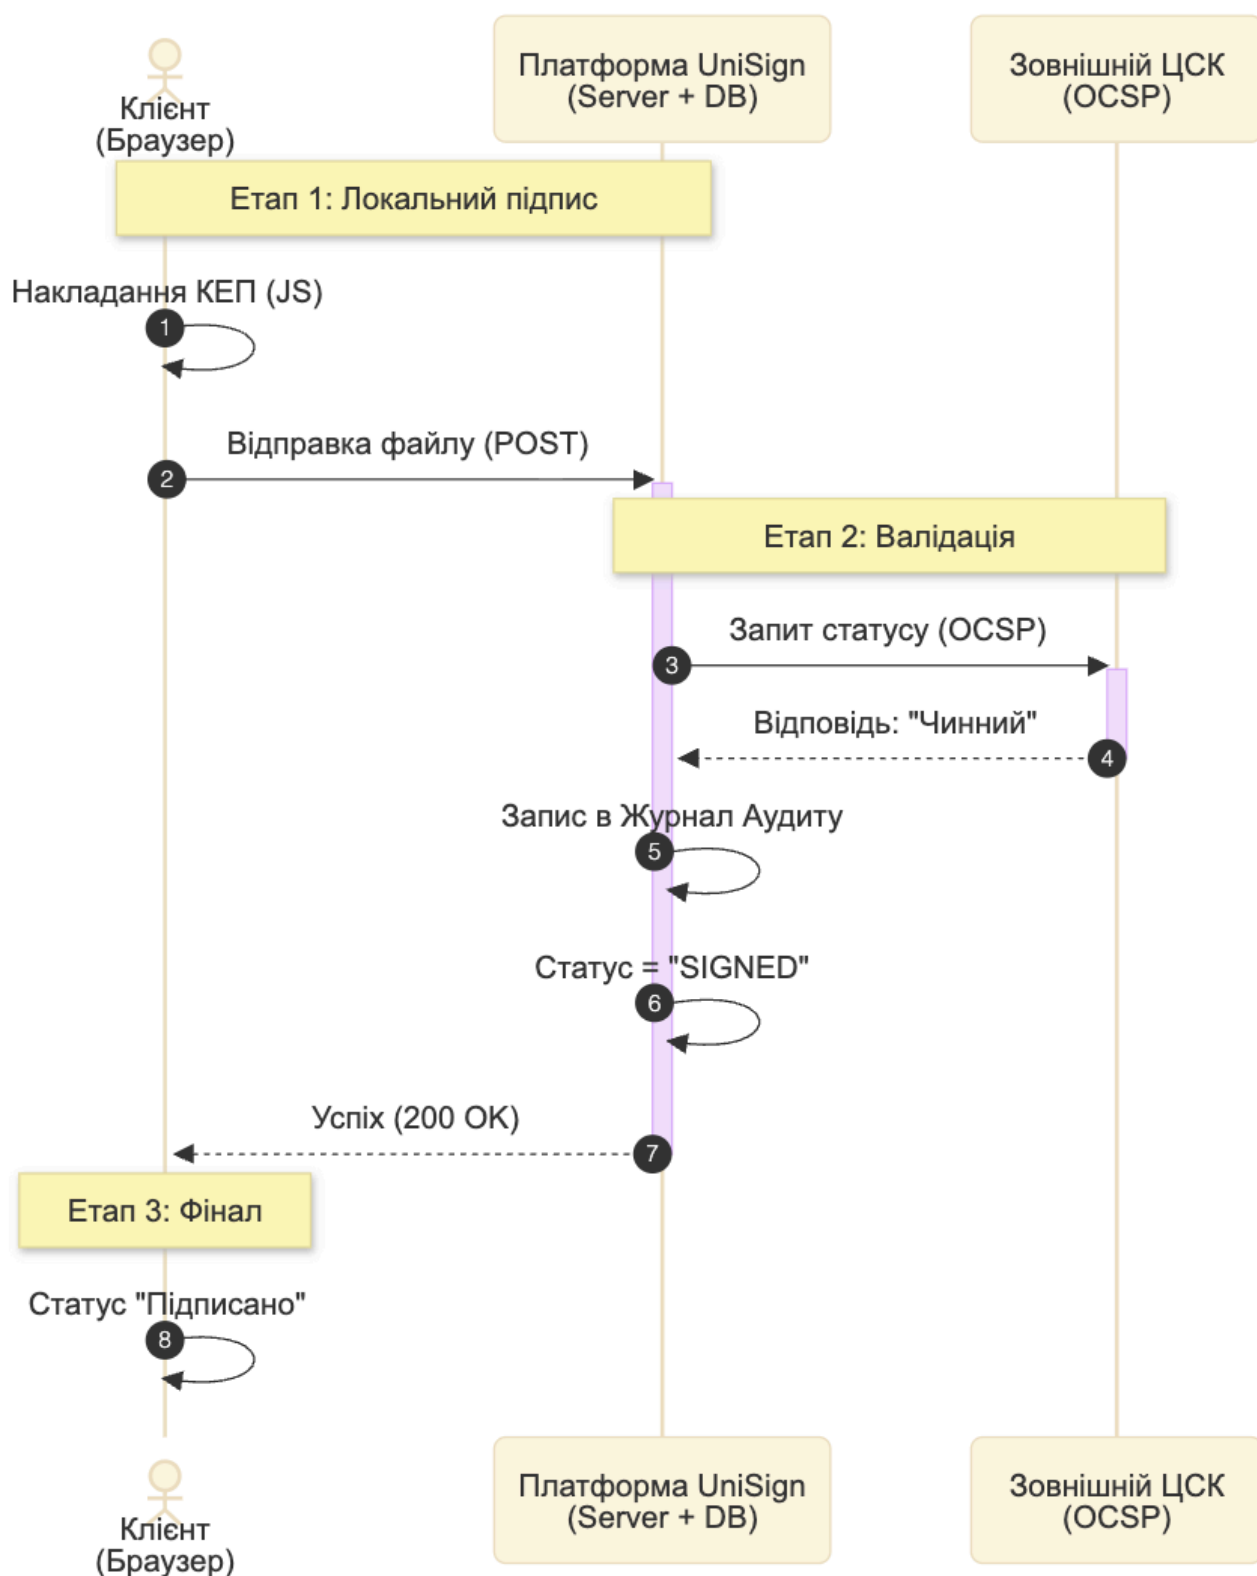 Клієнт
(Браузер)
Платформа UniSign
(Server + DB)
Зовнішній ЦСК
(OCSP)
Етап 1: Локальний підпис
Накладання КЕП (JS)
1
Відправка файлу (POST)
2
Етап 2: Валідація
Запит статусу (OCSP)
3
Відповідь: "Чинний"
4
Запис в Журнал Аудиту
5
Статус = "SIGNED"
6
Успіх (200 OK)
7
Етап 3: Фінал
Статус "Підписано"
8
Клієнт
(Браузер)
Платформа UniSign
(Server + DB)
Зовнішній ЦСК
(OCSP)